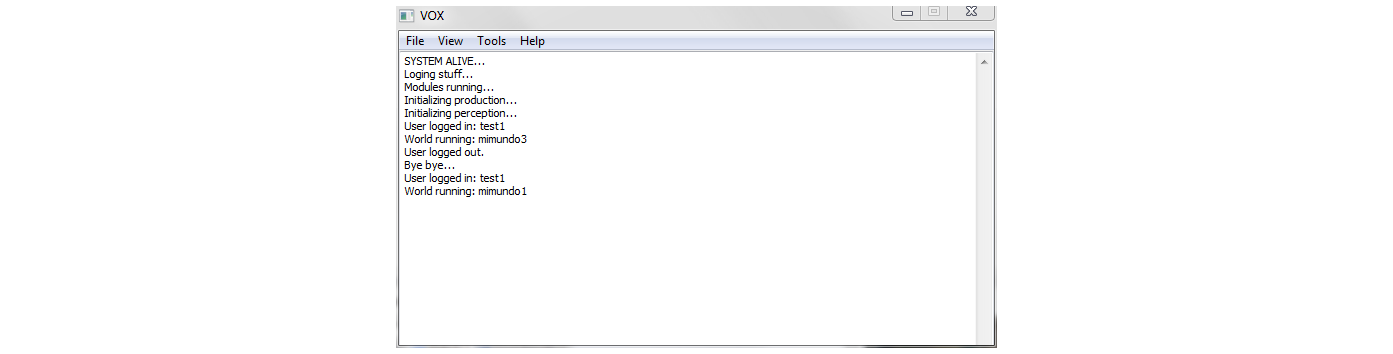 VOX
File View Tools Help
SYSTEM ALIVE...
Loging stuff...
Modules running...
Initializing production...
Initializing perception...
User logged in: test1
World running: mimundo3
User logged out.
Bye bye...
User logged in: test1
World running: mimundo1